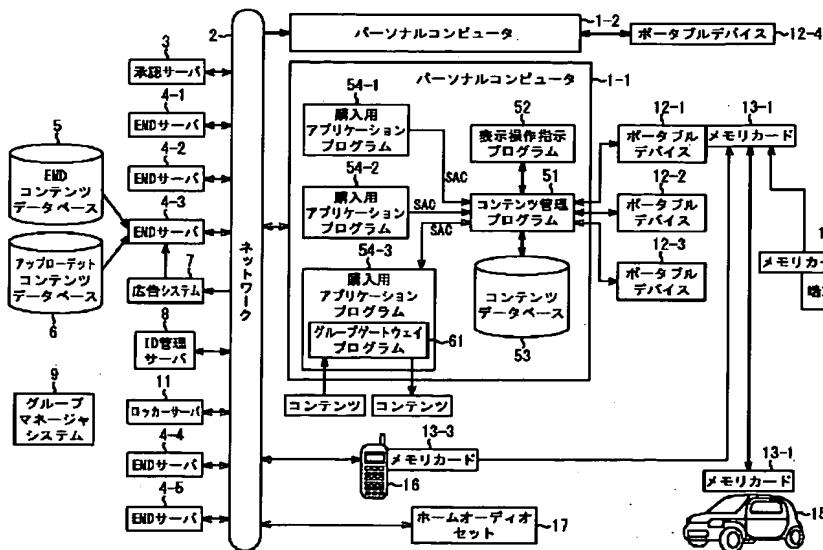 3
承認サーバ
4-1
ENDサーバ
4-2
ENDサーバ
5
EMD
コンテンツ
データベース
4-3
ENDサーバ
アップローデット
コンテンツ
データベース
6
7
広告システム
8
ID管理
サーバ
9
グループ
マネージャ
システム
11
ロッカーサーバ
4-4
ENDサーバ
4-5
ENDサーバ
2
ネットワーク
1-2
パーソナルコンピュータ
ポータブルデバイス
12-4
パーソナルコンピュータ
1-1
54-1
購入用
アプリケーション
プログラム
SAC
52
表示操作指示
プログラム
54-2
購入用
アプリケーション
プログラム
SAC
51
コンテンツ管理
プログラム
SAC
54-3
購入用
アプリケーション
プログラム
グループゲートウェイ
プログラム
61
コンテンツ
データベース
53
コンテンツ
コンテンツ
12-1
ポータブル
デバイス
13-1
メモリカード
12-2
ポータブル
デバイス
12-3
ポータブル
デバイス
メモリカード
13-3
メモリカード
16
13-1
メモリカード
15
ホームオーディオ
セット
17